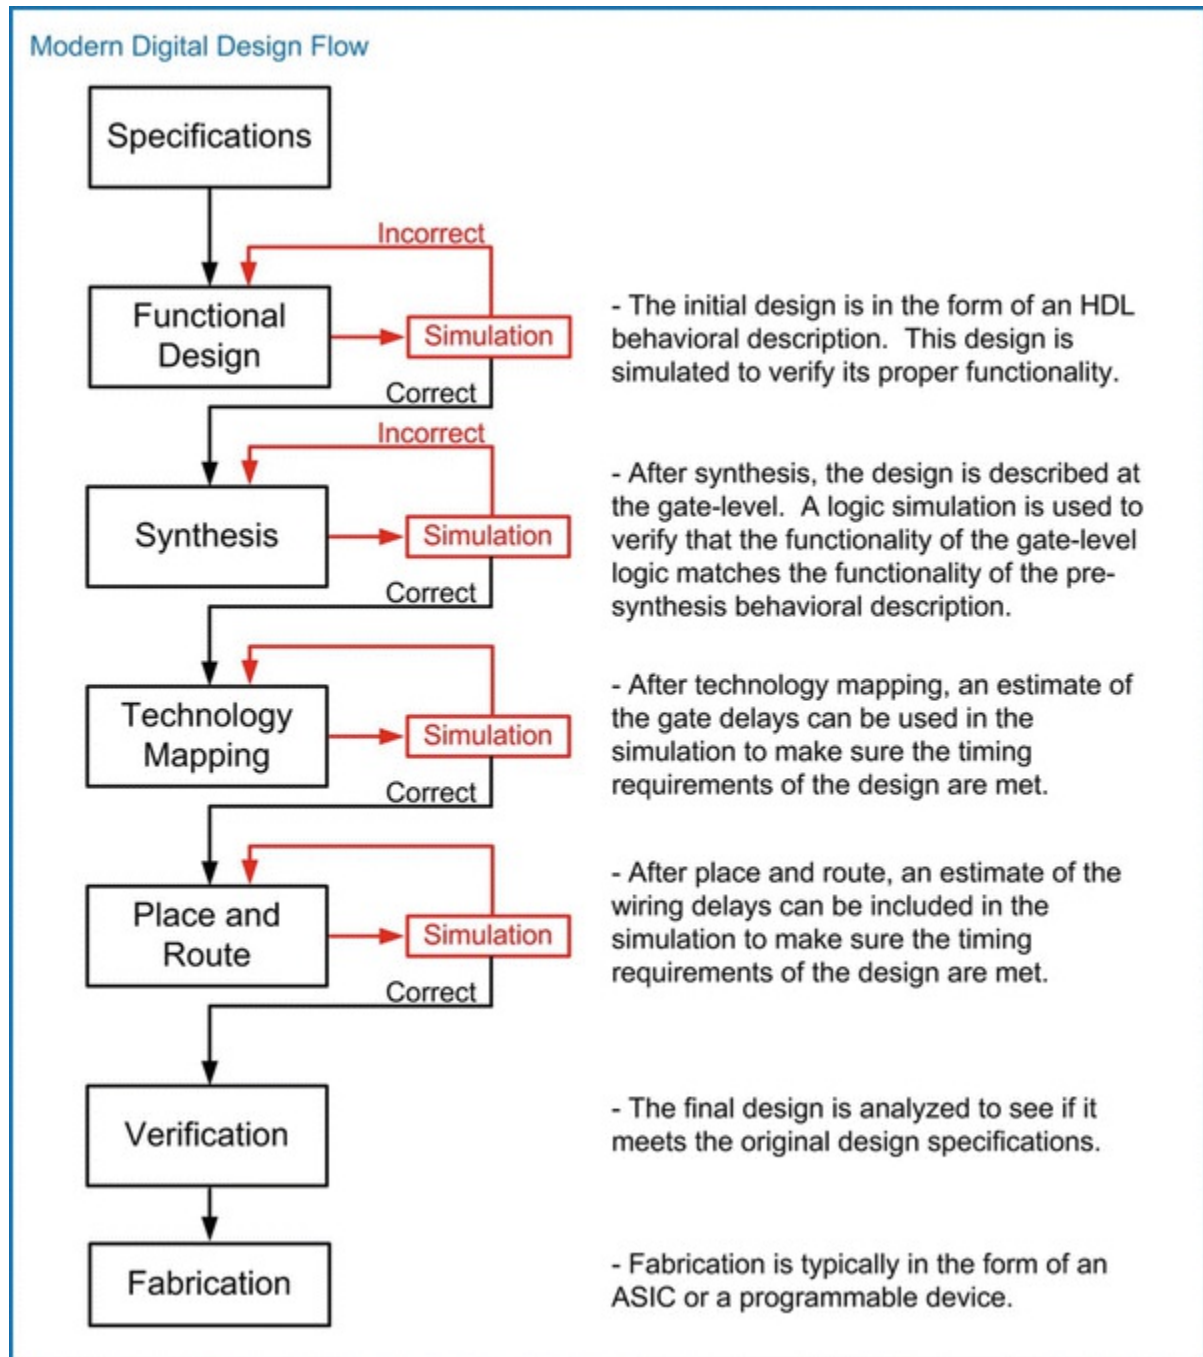 Modern Digital Design Flow
Specifications
Incorrect
Functional
Design
Simulation
Correct
- The initial design is in the form of an HDL
behavioral description.  This design is
simulated to verify its proper functionality.
Incorrect
Synthesis
Simulation
Correct
- After synthesis, the design is described at
the gate-level.  A logic simulation is used to
verify that the functionality of the gate-level
logic matches the functionality of the pre-
synthesis behavioral description.
Technology
Mapping
Simulation
Correct
- After technology mapping, an estimate of
the gate delays can be used in the
simulation to make sure the timing
requirements of the design are met.
Place and
Route
Simulation
Correct
- After place and route, an estimate of the
wiring delays can be included in the
simulation to make sure the timing
requirements of the design are met.
Verification
- The final design is analyzed to see if it
meets the original design specifications.
Fabrication
- Fabrication is typically in the form of an
ASIC or a programmable device.